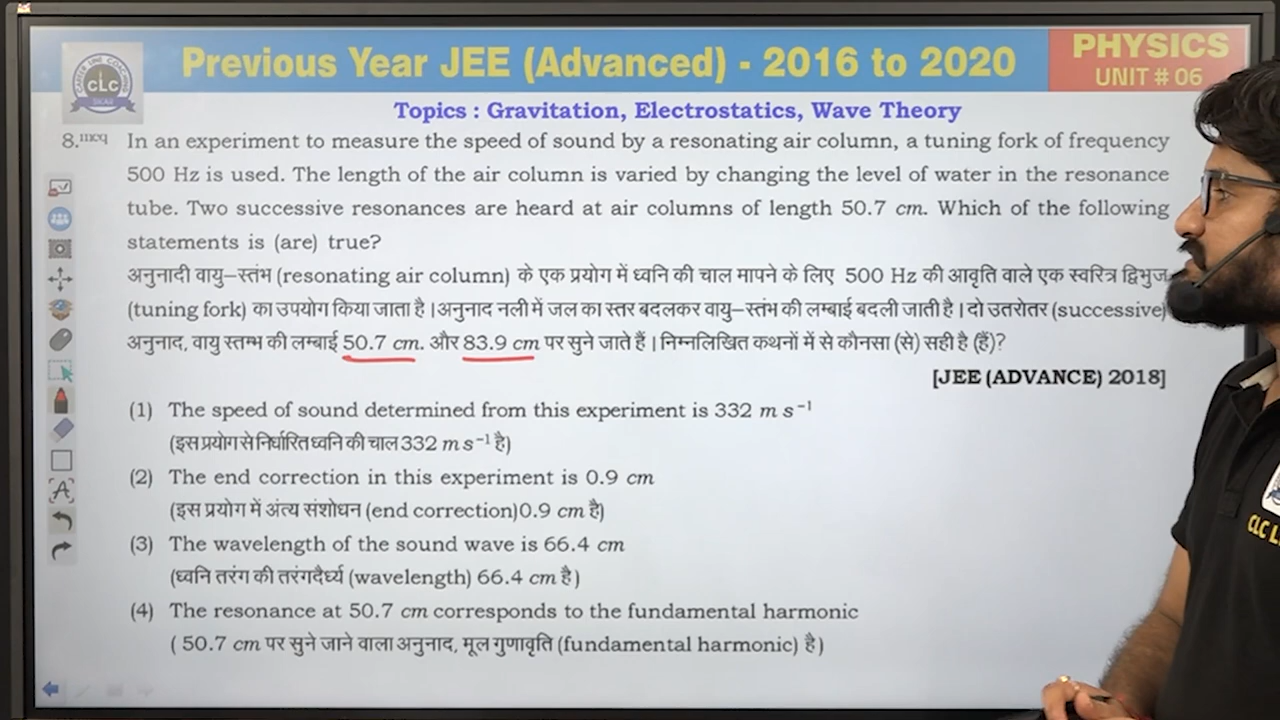 Previous Year JEE (Advanced) - 2016 to 2020
PHYSICS
UNIT # 06
CLC
Topics : Gravitation, Electrostatics, Wave Theory
8.mcq In an experiment to measure the speed of sound by a resonating air column, a tuning fork of frequency
500 Hz is used. The length of the air column is varied by changing the level of water in the resonance
tube. Two successive resonances are heard at air columns of length 50.7 cm. Which of the following
statements is (are) true?
अनुनादी वायु–स्तंभ (resonating air column) के एक प्रयोग में ध्वनि की चाल मापने के लिए 500 Hz की आवृति वाले एक स्वरित्र द्विभुज
(tuning fork) का उपयोग किया जाता है। अनुनाद नली में जल का स्तर बदलकर वायु–स्तंभ की लम्बाई बदली जाती है। दो उतरोतर (successive)
अनुनाद, वायु स्तम्भ की लम्बाई 50.7 cm. और 83.9 cm पर सुने जाते हैं। निम्नलिखित कथनों में से कौनसा (से) सही है (हैं)?
[JEE (ADVANCE) 2018]
(1) The speed of sound determined from this experiment is 332 m s⁻¹
(इस प्रयोग से निर्धारित ध्वनि की चाल 332 m s⁻¹ है)
(2) The end correction in this experiment is 0.9 cm
(इस प्रयोग में अंत्य संशोधन (end correction)0.9 cm है)
(3) The wavelength of the sound wave is 66.4 cm
(ध्वनि तरंग की तरंगदैर्ध्य (wavelength) 66.4 cm है)
(4) The resonance at 50.7 cm corresponds to the fundamental harmonic
( 50.7 cm पर सुने जाने वाला अनुनाद, मूल गुणावृति (fundamental harmonic) है)
A
CLC